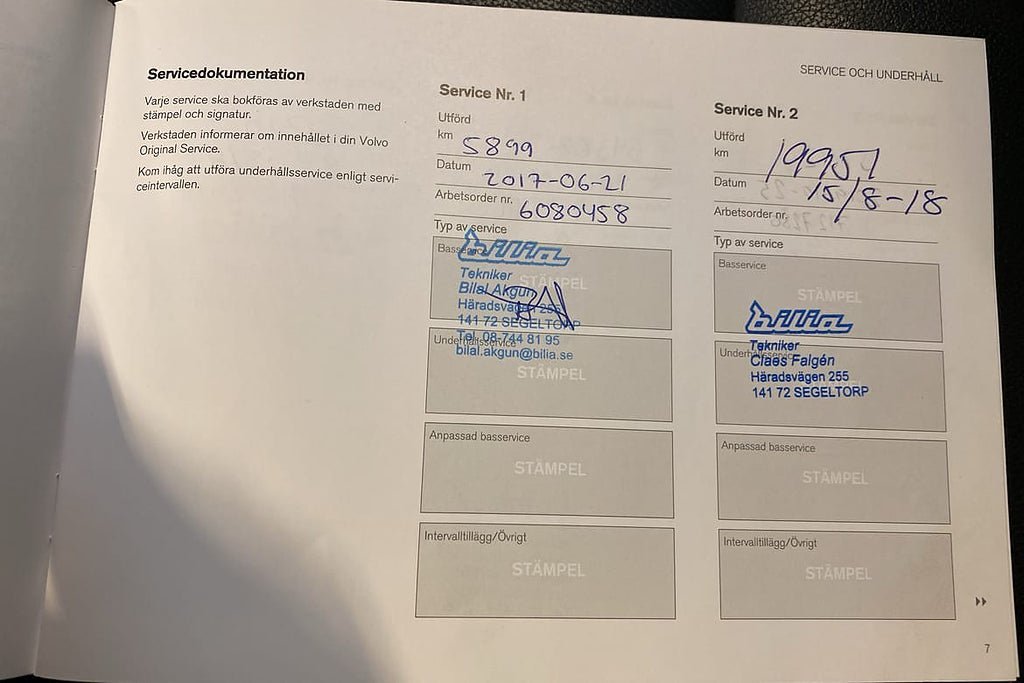 SERVICE OCH UNDERHÅLL
Servicedokumentation
Varje service ska bokföras av verkstaden med
stämpel och signatur.
Verkstaden informerar om innehållet i din Volvo
Original Service.
Kom ihåg att utföra underhållsservice enligt servi-
ceintervallen.
Service Nr. 1
Utförd
km 5899
Datum 2017-06-21
Arbetsorder nr. 6080458
Typ av service
Basservice
bilia
STÄMPEL
Tekniker
Bilal Akgun
Häradsvägen 255
141 72 SEGELTORP
Tel. 08-744 81 95
Underhållsservice
bilal.akgun@bilia.se
STÄMPEL
Anpassad basservice
STÄMPEL
Intervalltillägg/Övrigt
STÄMPEL
Service Nr. 2
Utförd
km 19951
Datum 15/8-18
Arbetsorder nr.
Typ av service
Basservice
STÄMPEL
bilia
Tekniker
Underhållsservice
Claes Falgén
Häradsvägen 255
141 72 SEGELTORP
Anpassad basservice
STÄMPEL
Intervalltillägg/Övrigt
STÄMPEL
7